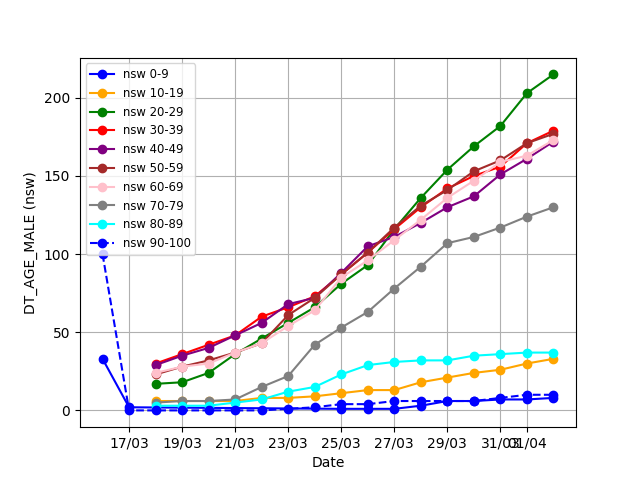 nsw 0-9
nsw 10-19
nsw 20-29
nsw 30-39
nsw 40-49
nsw 50-59
nsw 60-69
nsw 70-79
nsw 80-89
nsw 90-100
200
150
100
50
0
DT_AGE_MALE (nsw)
17/03 19/03 21/03 23/03 25/03 27/03 29/03 31/03 01/04
Date